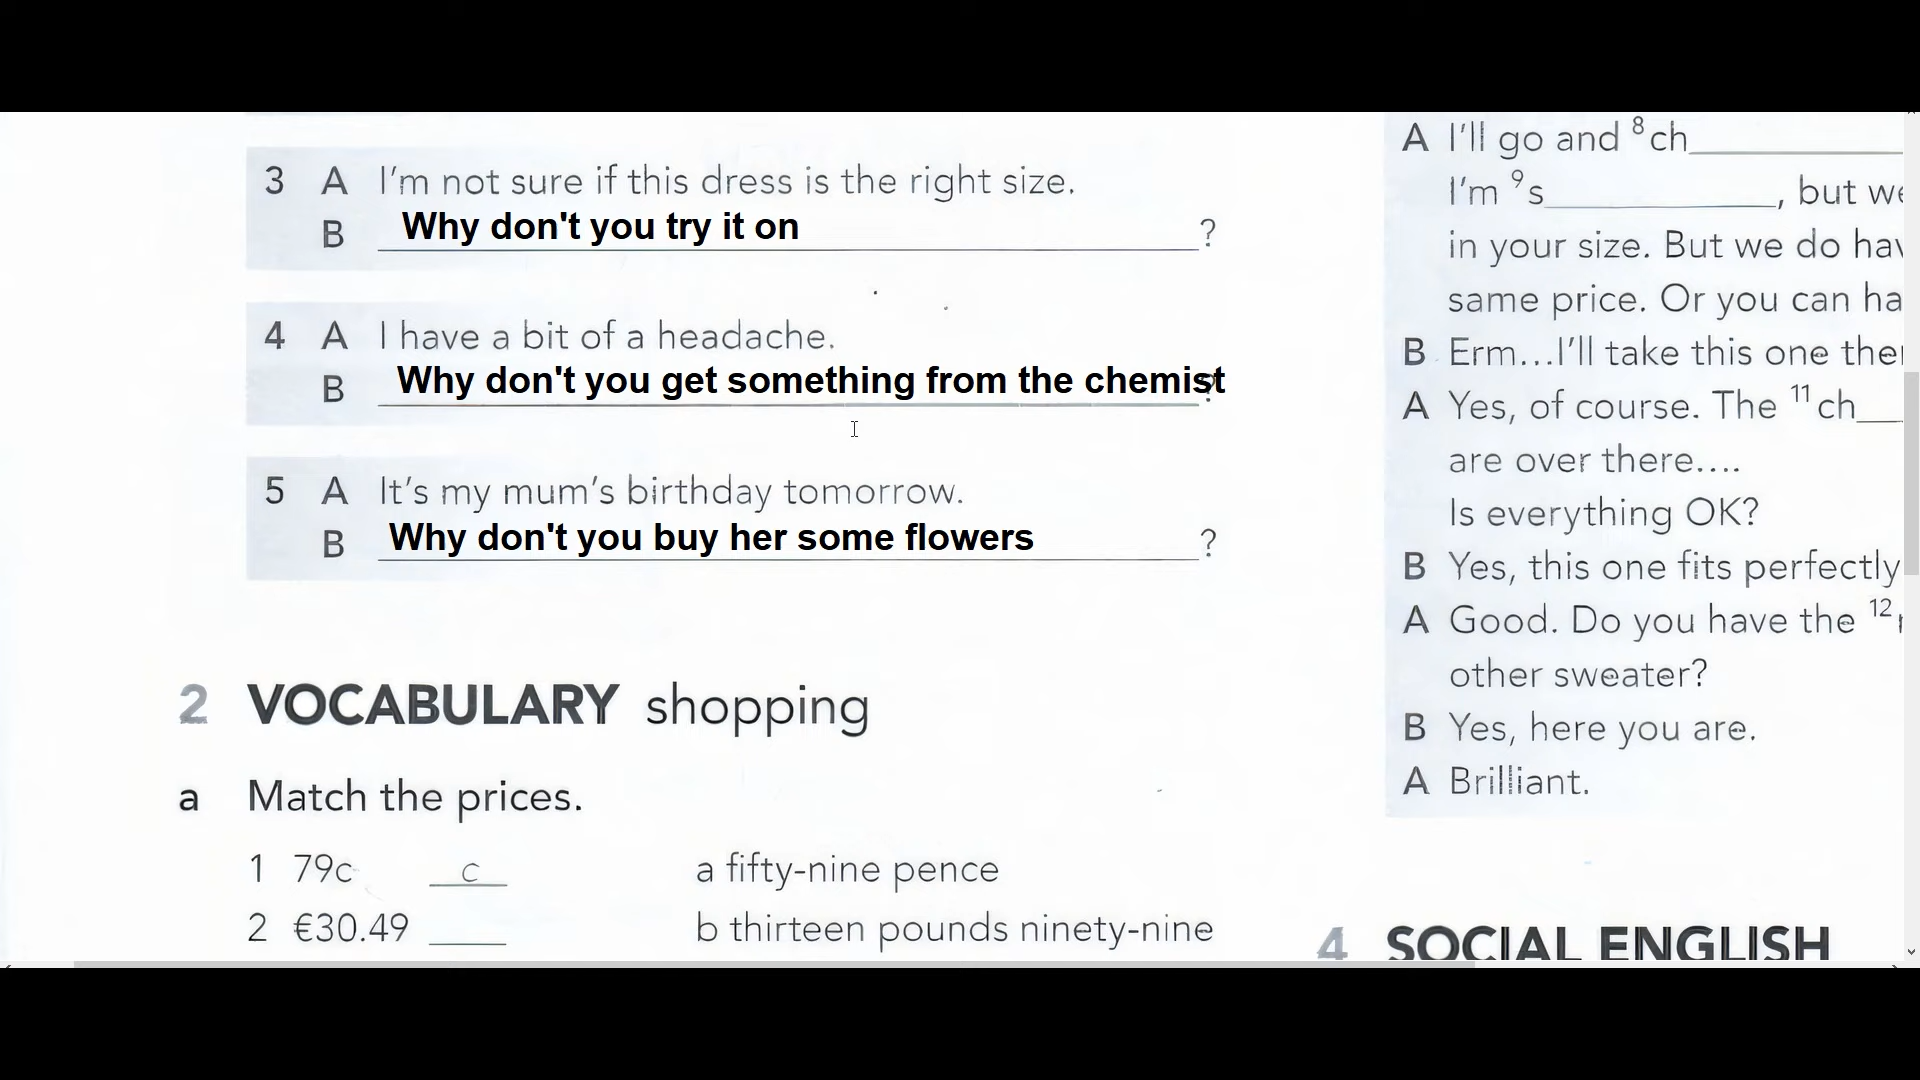 3 A I'm not sure if this dress is the right size.
B Why don't you try it on ?
4 A I have a bit of a headache.
B Why don't you get something from the chemist ?
5 A It's my mum's birthday tomorrow.
B Why don't you buy her some flowers ?
2 VOCABULARY shopping
a Match the prices.
1 79c c
2 €30.49
a fifty-nine pence
b thirteen pounds ninety-nine
A I'll go and 8 ch
I'm 9 s , but we
in your size. But we do hav
same price. Or you can ha
B Erm...I'll take this one the
A Yes, of course. The 11 ch
are over there....
Is everything OK?
B Yes, this one fits perfectly
A Good. Do you have the 12
other sweater?
B Yes, here you are.
A Brilliant.
4 SOCIAL ENGLISH